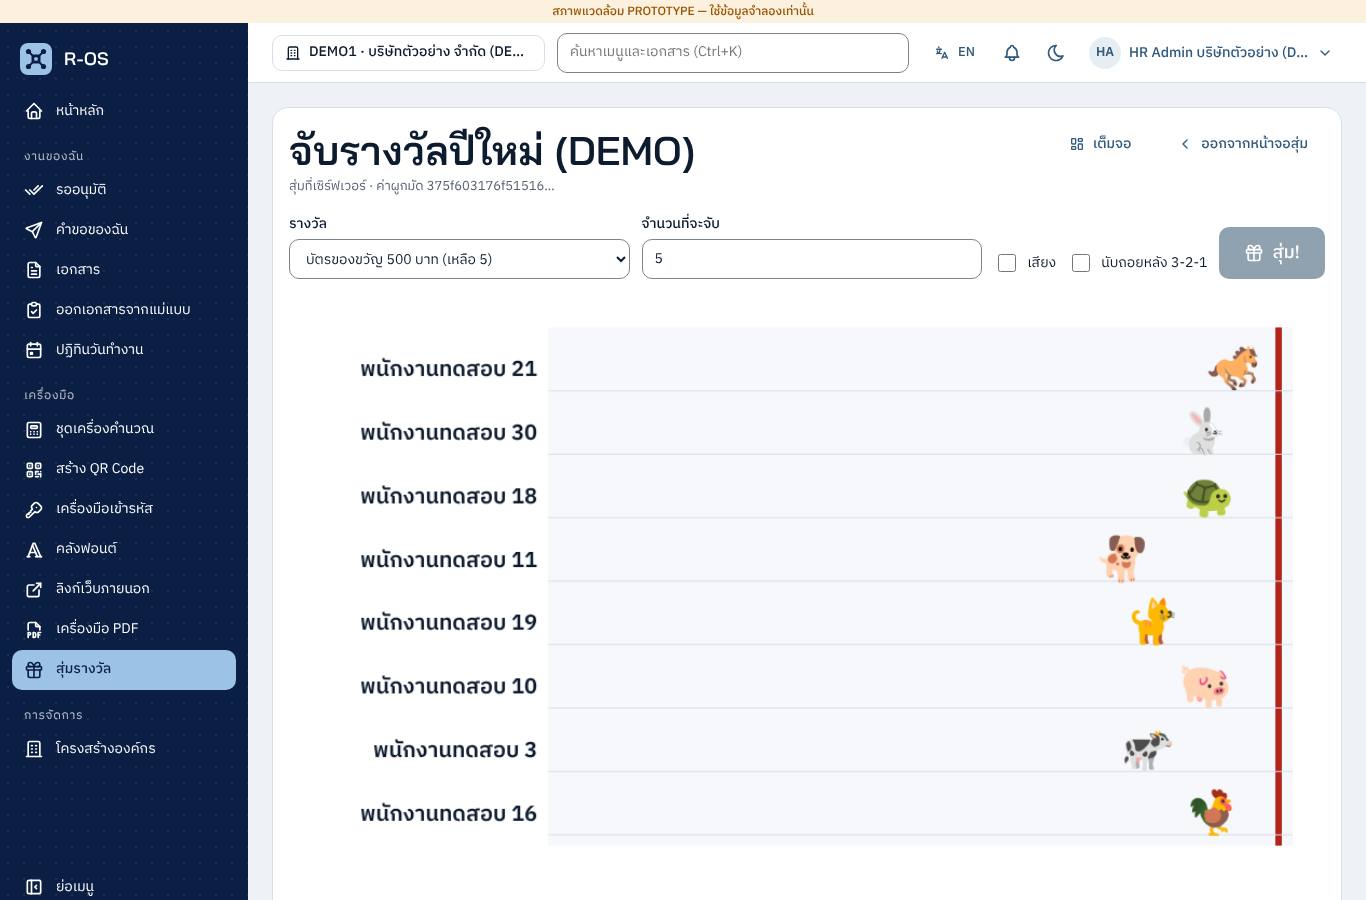 สภาพแวดล้อม PROTOTYPE — ใช้ข้อมูลจำลองเท่านั้น
R-OS
หน้าหลัก
งานของฉัน
รออนุมัติ
คำขอของฉัน
เอกสาร
ออกเอกสารจากแม่แบบ
ปฏิทินวันทำงาน
เครื่องมือ
ชุดเครื่องคำนวณ
สร้าง QR Code
เครื่องมือเข้ารหัส
คลังฟอนต์
ลิงก์เว็บภายนอก
เครื่องมือ PDF
สุ่มรางวัล
การจัดการ
โครงสร้างองค์กร
ย่อเมนู
DEMO1 · บริษัทตัวอย่าง จำกัด (DE...
ค้นหาเมนูและเอกสาร (Ctrl+K)
EN
HA
HR Admin บริษัทตัวอย่าง (D...
จับรางวัลปีใหม่ (DEMO)
เต็มจอ
ออกจากหน้าจอสุ่ม
สุ่มที่เซิร์ฟเวอร์ · ค่าผูกมัด 375f603176f51516...
รางวัล
จำนวนที่จะจับ
บัตรของขวัญ 500 บาท (เหลือ 5)
5
เสียง
นับถอยหลัง 3-2-1
สุ่ม!
พนักงานทดสอบ 21
พนักงานทดสอบ 30
พนักงานทดสอบ 18
พนักงานทดสอบ 11
พนักงานทดสอบ 19
พนักงานทดสอบ 10
พนักงานทดสอบ 3
พนักงานทดสอบ 16